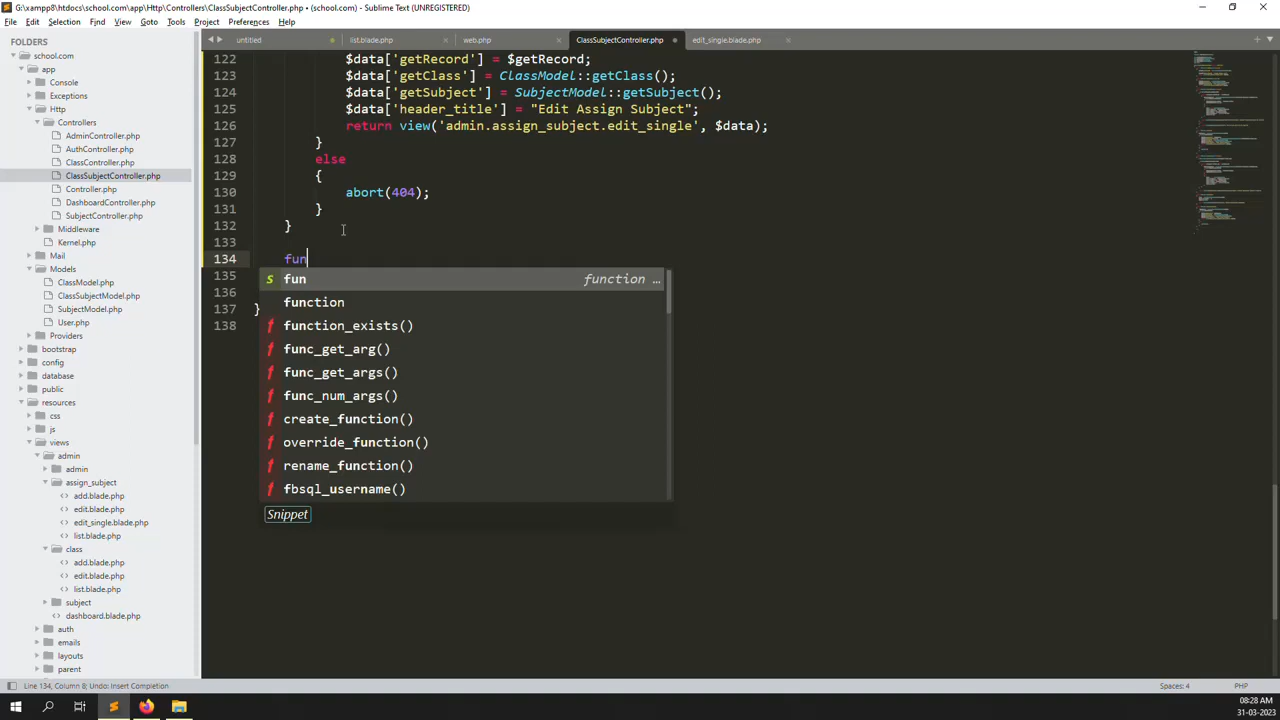 G:\xampp8\htdocs\school.com\app\Http\Controllers\ClassSubjectController.php • (school.com) - Sublime Text (UNREGISTERED)
File Edit Selection Find View Goto Tools Project Preferences Help
FOLDERS
school.com
app
Console
Exceptions
Http
Controllers
AdminController.php
AuthController.php
ClassController.php
ClassSubjectController.php
Controller.php
DashboardController.php
SubjectController.php
Middleware
Kernel.php
Mail
Models
ClassModel.php
ClassSubjectModel.php
SubjectModel.php
User.php
Providers
bootstrap
config
database
public
resources
css
js
views
admin
admin
assign_subject
add.blade.php
edit.blade.php
edit_single.blade.php
list.blade.php
class
add.blade.php
edit.blade.php
list.blade.php
subject
dashboard.blade.php
auth
emails
layouts
parent
untitled list.blade.php web.php ClassSubjectController.php edit_single.blade.php
122 $data['getRecord'] = $getRecord;
123 $data['getClass'] = ClassModel::getClass();
124 $data['getSubject'] = SubjectModel::getSubject();
125 $data['header_title'] = "Edit Assign Subject";
126 return view('admin.assign_subject.edit_single', $data);
127 }
128 else
129 {
130 abort(404);
131 }
132 }
133
134 fun
135
136
137 }
138
s fun function …
function
f function_exists()
f func_get_arg()
f func_get_args()
f func_num_args()
f create_function()
f override_function()
f rename_function()
f fbsql_username()
Snippet
Line 134, Column 8; Undo: Insert Completion Spaces: 4 PHP
08:28 AM
31-03-2023